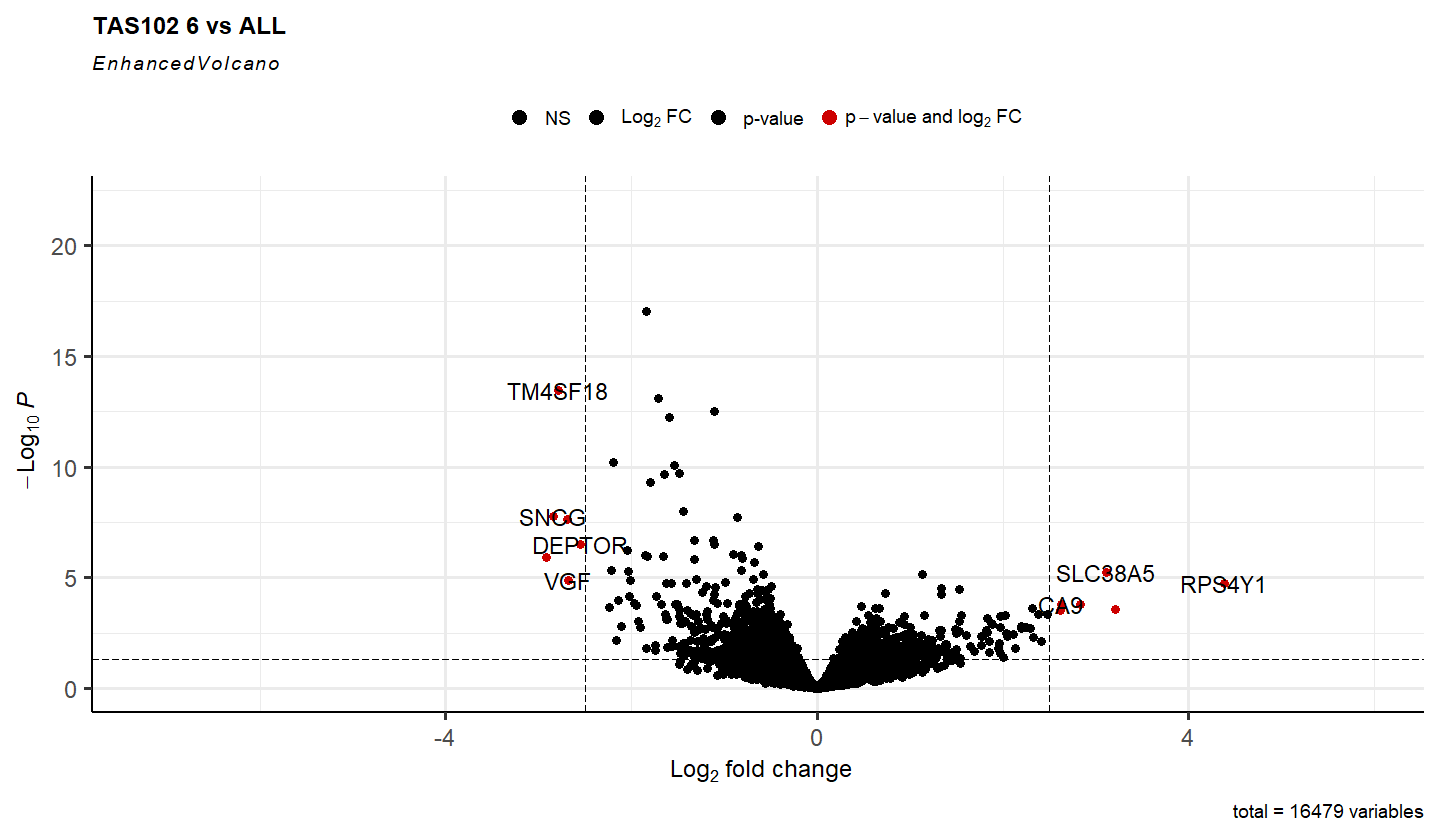 TAS102 6 vs ALL
EnhancedVolcano
NS Log2 FC p-value p − value and log2 FC
20
15
10
5
0
−Log10 P
TM4SF18
SNCG
DEPTOR
VGF
SLC38A5
RPS4Y1
CA9
-4 0 4
Log2 fold change
total = 16479 variables